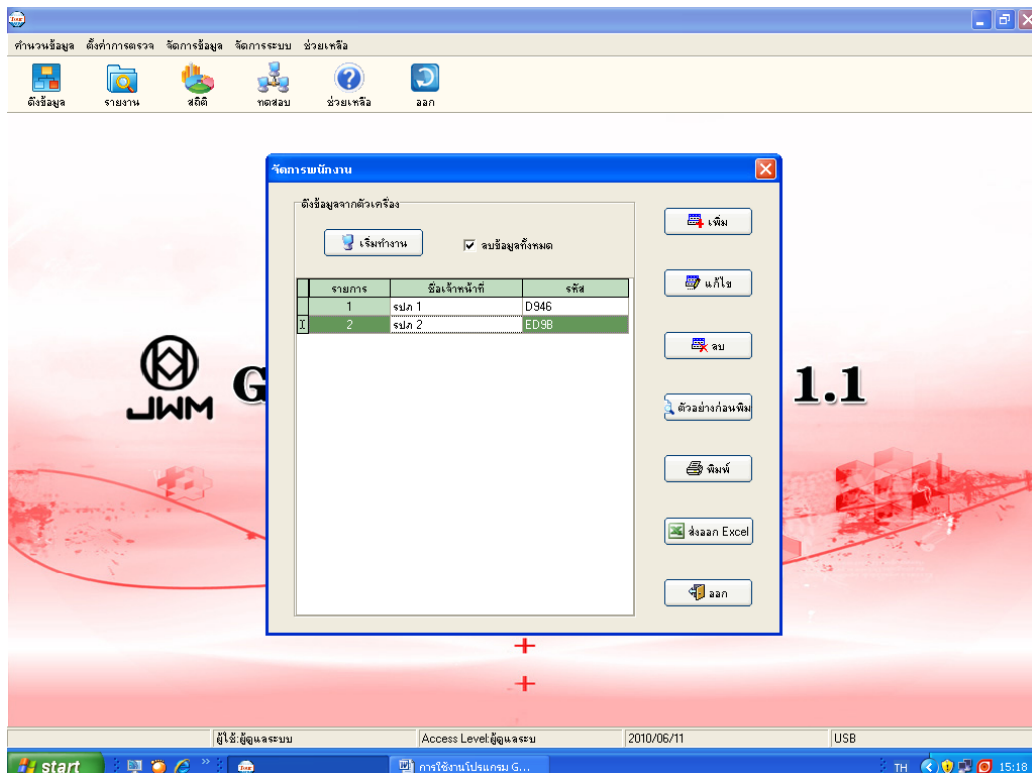 คำนวนข้อมูล ตั้งค่าการตรวจ จัดการข้อมูล จัดการระบบ ช่วยเหลือ
ดึงข้อมูล รายงาน สถิติ ทดสอบ ช่วยเหลือ ออก
จัดการพนักงาน
ดึงข้อมูลจากตัวเครื่อง
เริ่มทำงาน ลบข้อมูลทั้งหมด
เพิ่ม
แก้ไข
ลบ
ตัวอย่างก่อนพิม
พิมพ์
ส่งออก Excel
ออก
รายการ ชื่อเจ้าหน้าที่ รหัส
1 รปภ 1 D946
2 รปภ 2 ED9B
JWM G 1.1
ผู้ใช้:ผู้ดูแลระบบ Access Level:ผู้ดูแลระบบ 2010/06/11 USB
start การใช้งานโปรแกรม G... TH 15:18